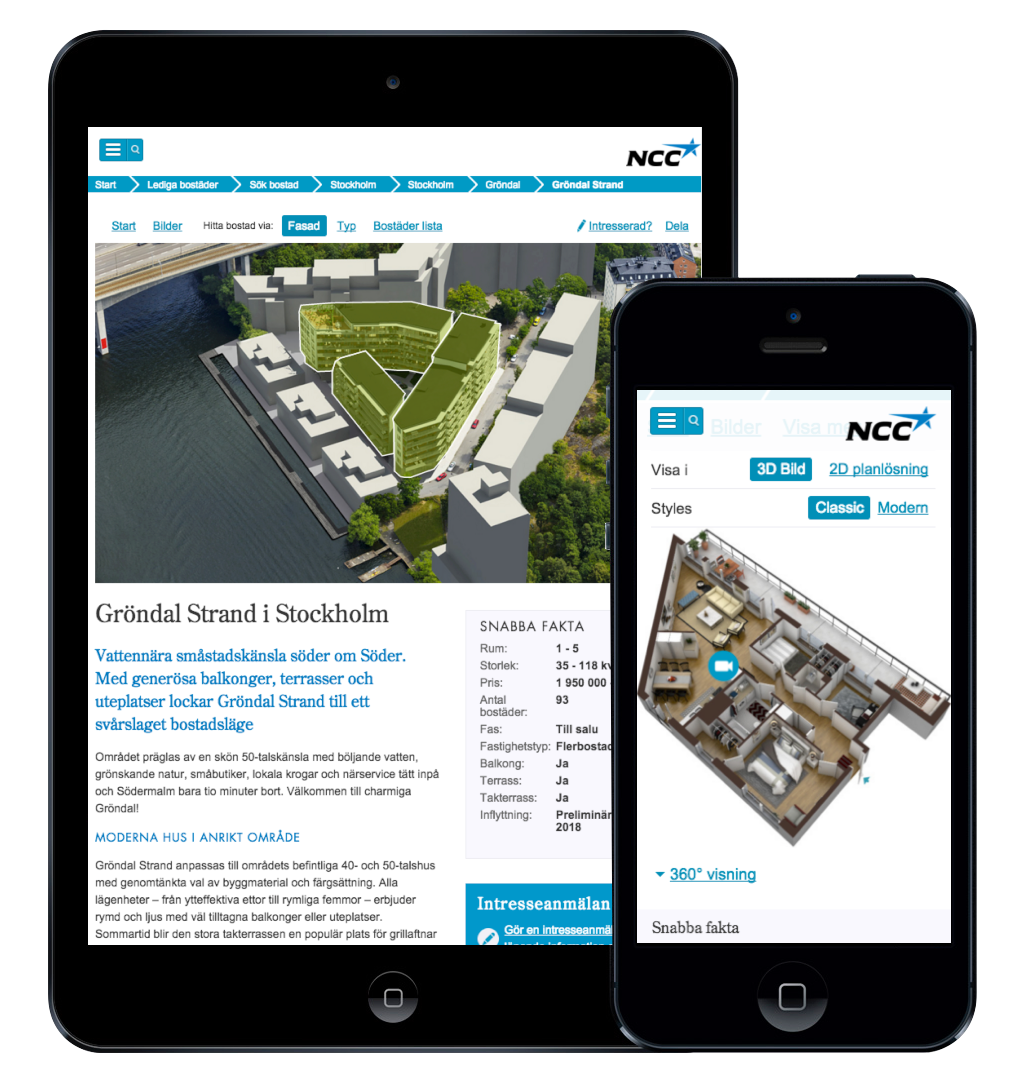 NCC
Start Lediga bostäder Sök bostad Stockholm Stockholm Gröndal Gröndal Strand
Start Bilder Hitta bostad via: Fasad Typ Bostäder lista Intresserad? Dela
Gröndal Strand i Stockholm
Vattennära småstadskänsla söder om Söder.
Med generösa balkonger, terrasser och
uteplatser lockar Gröndal Strand till ett
svårslaget bostadsläge
Området präglas av en skön 50-talskänsla med böljande vatten,
grönskande natur, småbutiker, lokala krogar och närservice tätt inpå
och Södermalm bara tio minuter bort. Välkommen till charmiga
Gröndal!
MODERNA HUS I ANRIKT OMRÅDE
Gröndal Strand anpassas till områdets befintliga 40- och 50-talshus
med genomtänkta val av byggmaterial och färgsättning. Alla
lägenheter – från ytteffektiva ettor till rymliga femmor – erbjuder
rymd och ljus med väl tilltagna balkonger eller uteplatser.
Sommartid blir den stora takterrassen en populär plats för grillaftnar
SNABBA FAKTA
Rum: 1 - 5
Storlek: 35 - 118 kv
Pris: 1 950 000
Antal 93
bostäder:
Fas: Till salu
Fastighetstyp: Flerbostad
Balkong: Ja
Terrass: Ja
Takterrass: Ja
Inflyttning: Preliminär
2018
Intresseanmälan
Gör en intresseanmäl
NCC
Bilder Visa me
Visa i 3D Bild 2D planlösning
Styles Classic Modern
360° visning
Snabba fakta